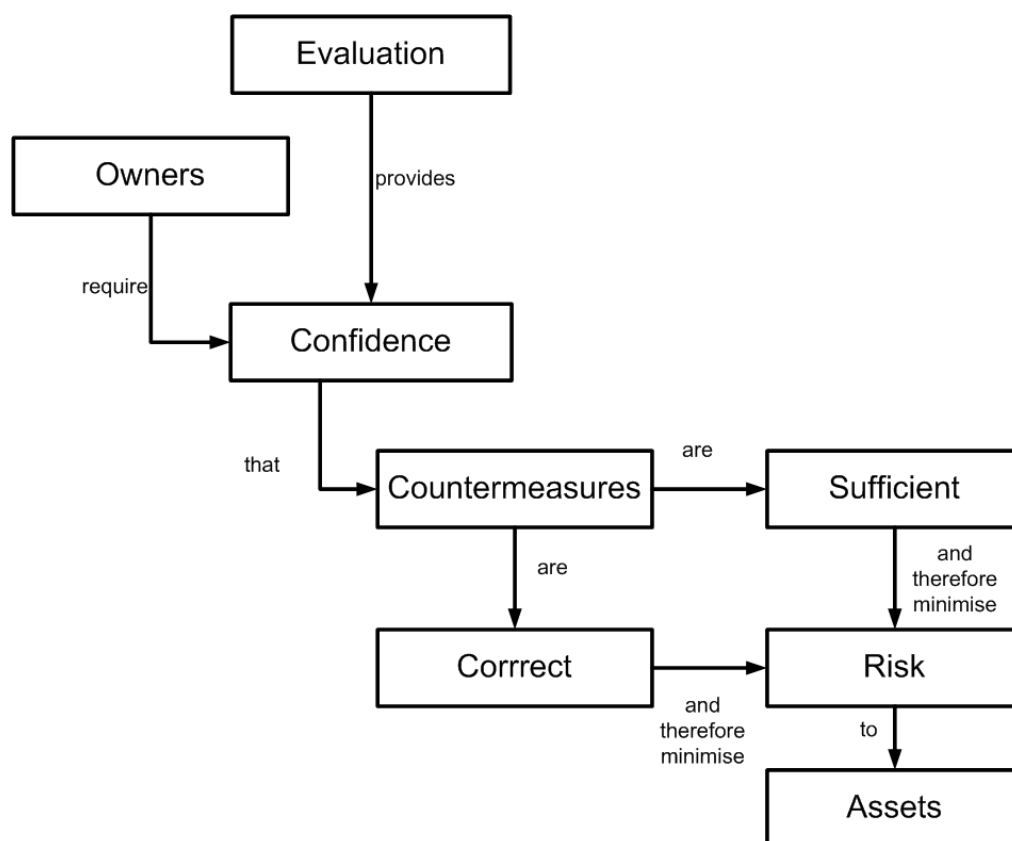 Evaluation
Owners
provides
require
Confidence
that
Countermeasures
are
Sufficient
are
and
therefore
minimise
Corrrect
and
therefore
minimise
Risk
to
Assets